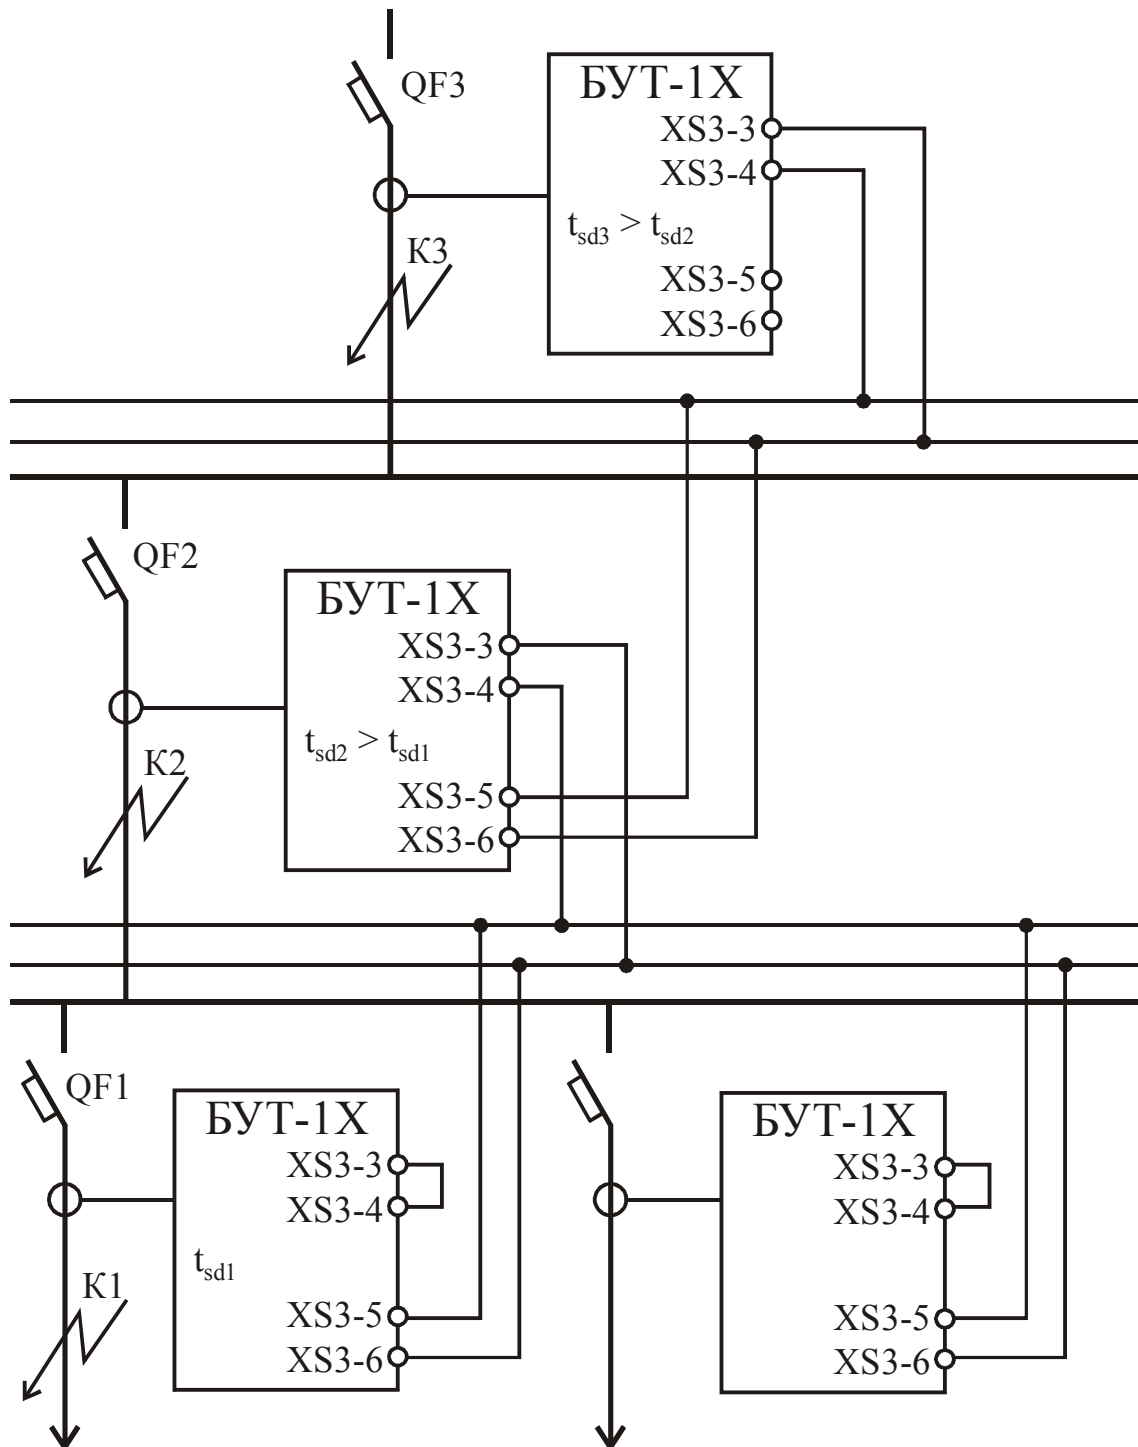 QF3
БУТ-1Х
XS3-3
XS3-4
t_sd3 > t_sd2
К3
XS3-5
XS3-6
QF2
БУТ-1Х
XS3-3
XS3-4
t_sd2 > t_sd1
К2
XS3-5
XS3-6
QF1
БУТ-1Х
XS3-3
XS3-4
t_sd1
К1
XS3-5
XS3-6
БУТ-1Х
XS3-3
XS3-4
XS3-5
XS3-6